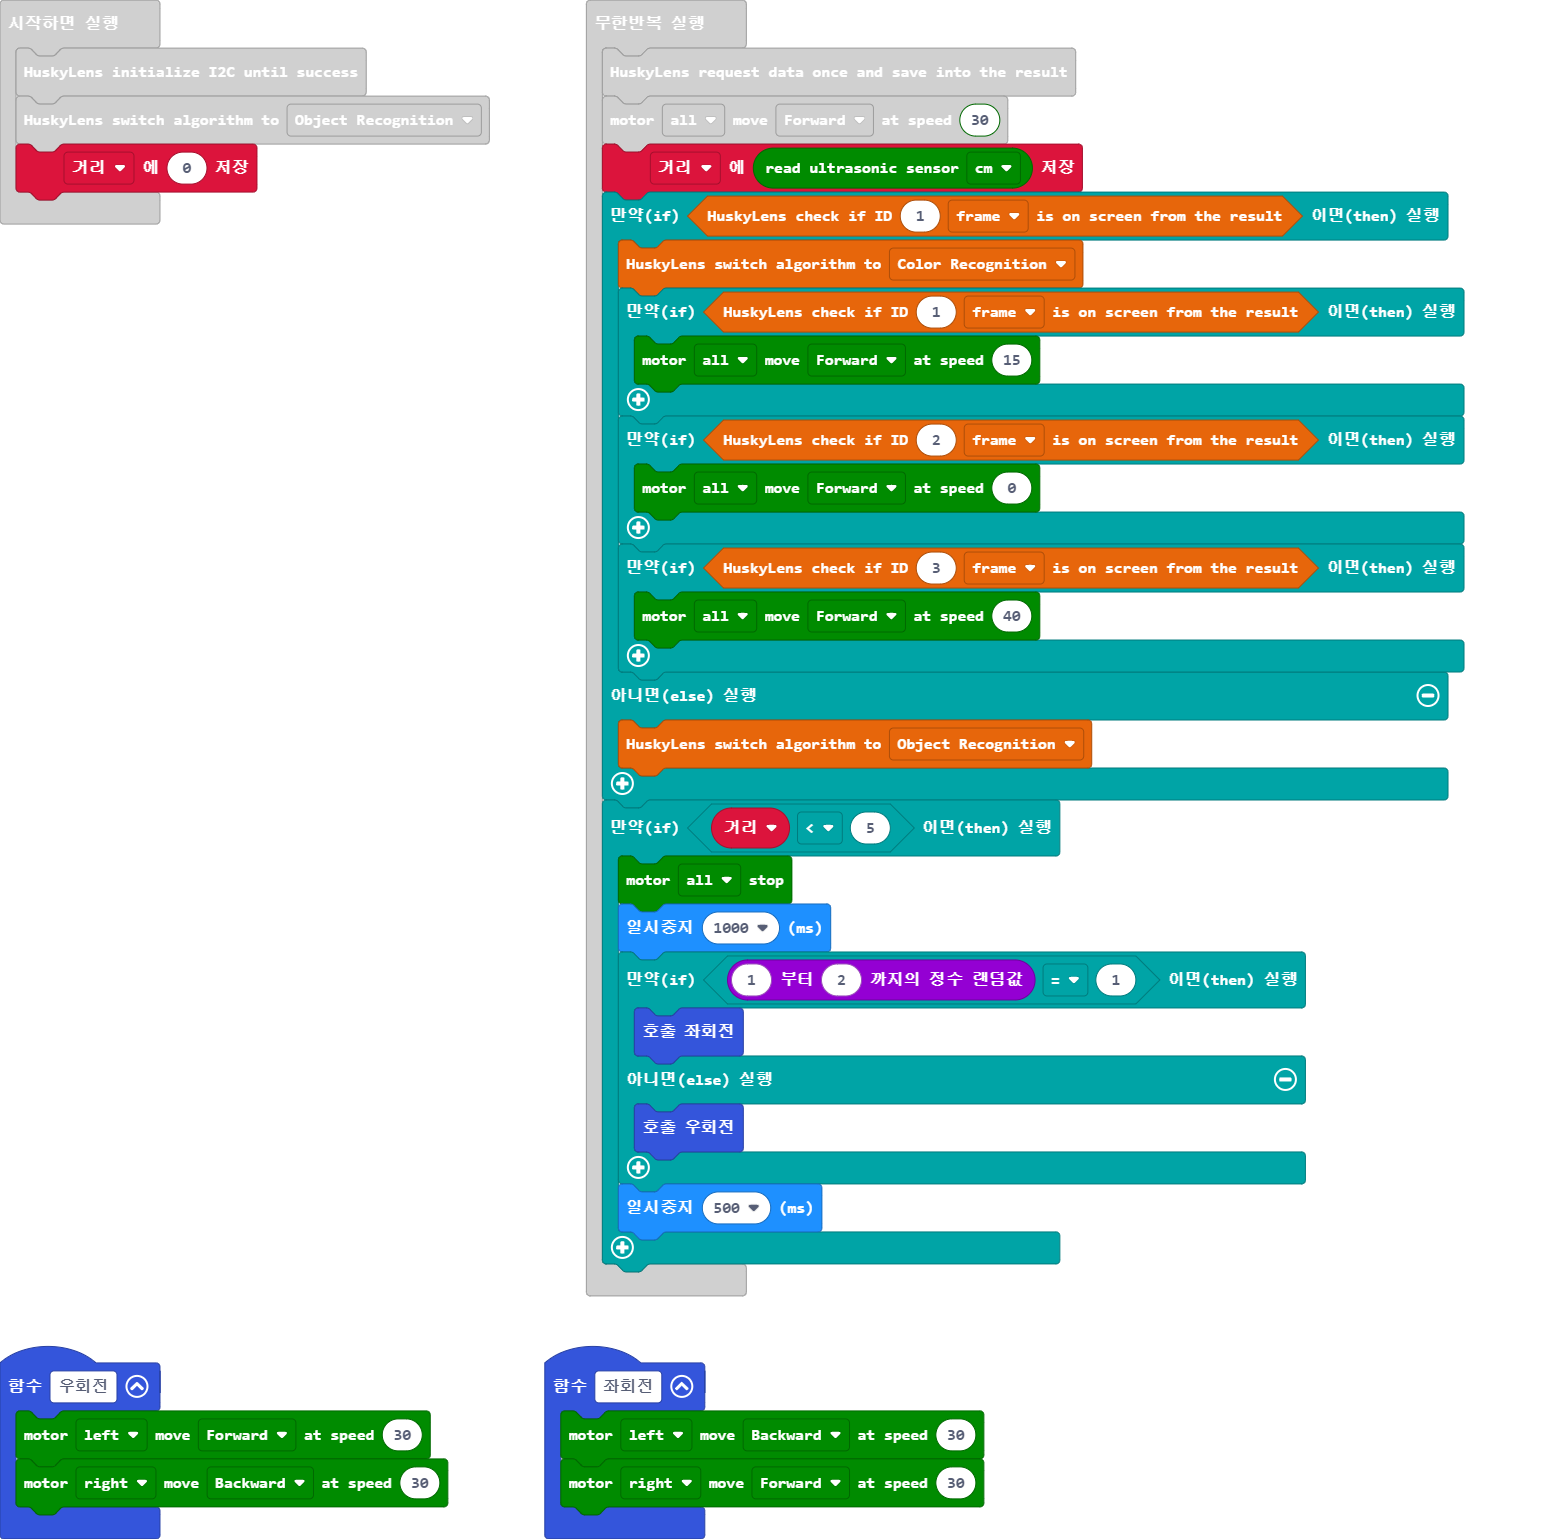 시작하면 실행
HuskyLens initialize I2C until success
HuskyLens switch algorithm to Object Recognition
거리 에 0 저장
무한반복 실행
HuskyLens request data once and save into the result
motor all move Forward at speed 30
거리 에 read ultrasonic sensor cm 저장
만약(if) HuskyLens check if ID 1 frame is on screen from the result 이면(then) 실행
HuskyLens switch algorithm to Color Recognition
만약(if) HuskyLens check if ID 1 frame is on screen from the result 이면(then) 실행
motor all move Forward at speed 15
만약(if) HuskyLens check if ID 2 frame is on screen from the result 이면(then) 실행
motor all move Forward at speed 0
만약(if) HuskyLens check if ID 3 frame is on screen from the result 이면(then) 실행
motor all move Forward at speed 40
아니면(else) 실행
HuskyLens switch algorithm to Object Recognition
만약(if) 거리 < 5 이면(then) 실행
motor all stop
일시중지 1000 (ms)
만약(if) 1 부터 2 까지의 정수 랜덤값 = 1 이면(then) 실행
호출 좌회전
아니면(else) 실행
호출 우회전
일시중지 500 (ms)
함수 우회전
motor left move Forward at speed 30
motor right move Backward at speed 30
함수 좌회전
motor left move Backward at speed 30
motor right move Forward at speed 30